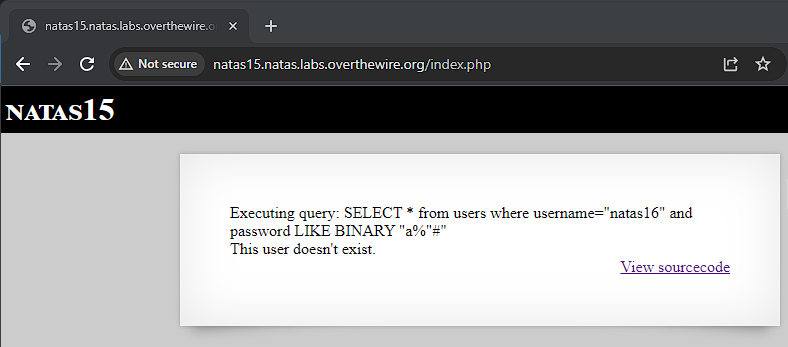 natas15.natas.labs.overthewire.o
Not secure
natas15.natas.labs.overthewire.org/index.php
NATAS15
Executing query: SELECT * from users where username="natas16" and
password LIKE BINARY "a%"#"
This user doesn't exist.
View sourcecode